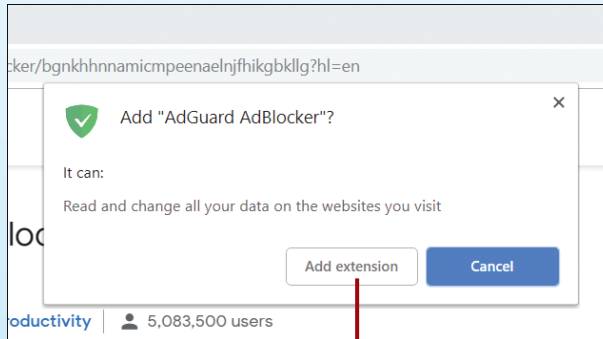 cker/bgnkhhnnamicmpeenaelnjfhikgbkllg?hl=en
Add "AdGuard AdBlocker"?
It can:
Read and change all your data on the websites you visit
loc
Add extension
Cancel
roductivity
5,083,500 users